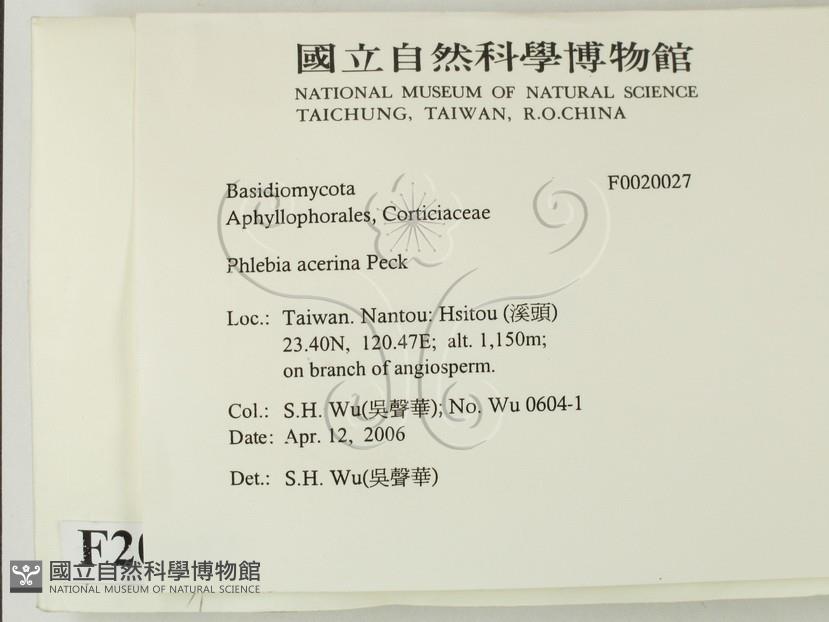 國立自然科學博物館
NATIONAL MUSEUM OF NATURAL SCIENCE
TAICHUNG, TAIWAN, R.O.CHINA
Basidiomycota F0020027
Aphyllophorales, Corticiaceae
Phlebia acerina Peck
Loc.: Taiwan. Nantou: Hsitou (溪頭)
23.40N, 120.47E; alt. 1,150m;
on branch of angiosperm.
Col.: S.H. Wu(吳聲華); No. Wu 0604-1
Date: Apr. 12, 2006
Det.: S.H. Wu(吳聲華)
F20
國立自然科學博物館
NATIONAL MUSEUM OF NATURAL SCIENCE